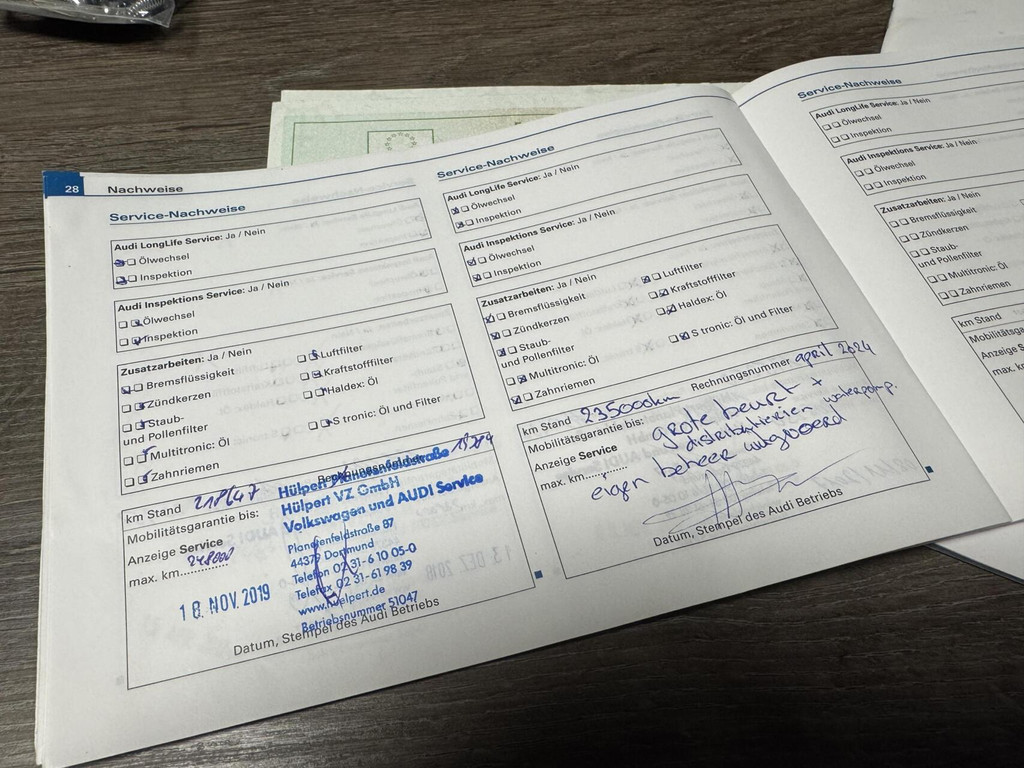 28 Nachweise
Service-Nachweise
Audi LongLife Service: Ja / Nein
Ölwechsel
Inspektion
Audi Inspektions Service: Ja / Nein
Ölwechsel
Inspektion
Zusatzarbeiten: Ja / Nein
Bremsflüssigkeit
Luftfilter
Zündkerzen
Kraftstofffilter
Staub-
und Pollenfilter
Haldex: Öl
Multitronic: Öl
S tronic: Öl und Filter
Zahnriemen
km Stand 218647
Mobilitätsgarantie bis:
Anzeige Service
max. km 248000
18. NOV. 2019
Hülpert Planetenfeldstraße
Hülpert VZ GmbH
Volkswagen und AUDI Service
Planetenfeldstraße 87
44379 Dortmund
Telefon 02 31-6 10 05-0
Telefax 02 31-61 98 39
www.huelpert.de
Betriebsnummer 51047
Datum, Stempel des Audi Betriebs
Service-Nachweise
Audi LongLife Service: Ja / Nein
Ölwechsel
Inspektion
Audi Inspektions Service: Ja / Nein
Ölwechsel
Inspektion
Zusatzarbeiten: Ja / Nein
Bremsflüssigkeit
Luftfilter
Zündkerzen
Kraftstofffilter
Staub-
und Pollenfilter
Haldex: Öl
Multitronic: Öl
S tronic: Öl und Filter
Zahnriemen
km Stand 235000km Rechnungsnummer april 2024
Mobilitätsgarantie bis: grote beurt +
Anzeige Service distributieriem waterpomp.
max. km eigen beheer uitgevoerd
Datum, Stempel des Audi Betriebs
Service-Nachweise
Audi LongLife Service: Ja / Nein
Ölwechsel
Inspektion
Audi Inspektions Service: Ja / Nein
Ölwechsel
Inspektion
Zusatzarbeiten: Ja / Nein
Bremsflüssigkeit
Zündkerzen
Staub-
und Pollenfilter
Multitronic: Öl
Zahnriemen
km Stand
Mobilitätsgarantie
Anzeige
max. km